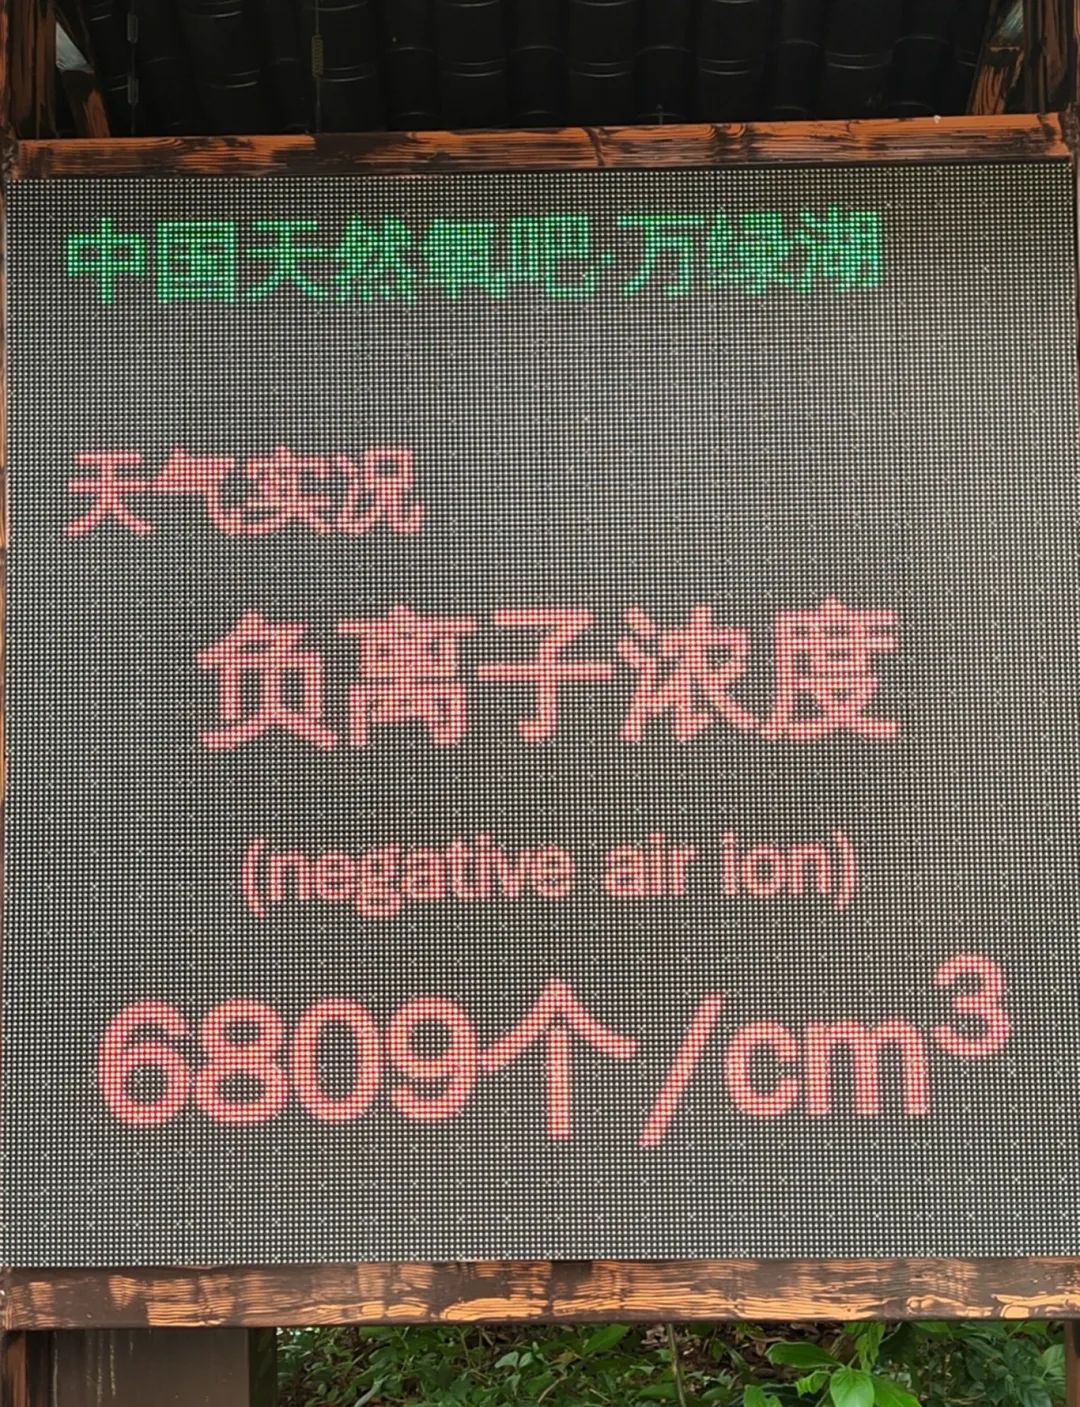 中国天然氧吧·万绿湖
天气实况
负离子浓度
(negative air ion)
6809个/cm³